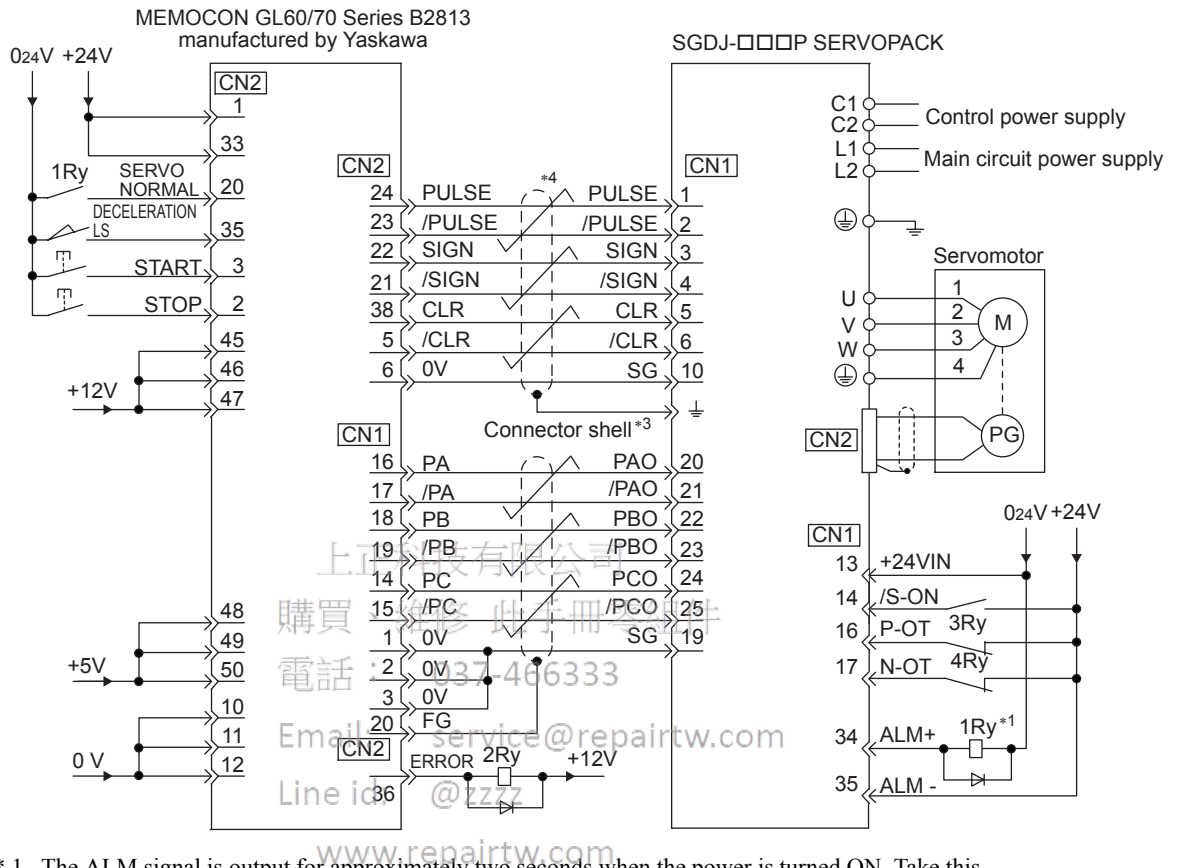 MEMOCON GL60/70 Series B2813
manufactured by Yaskawa
SGDJ-□□□P SERVOPACK
024V +24V
CN2
1
33
1Ry SERVO NORMAL 20
DECELERATION LS 35
START 3
STOP 2
45
46
+12V
47
48
49
+5V
50
10
11
0 V
12
CN2
24 PULSE
23 /PULSE
22 SIGN
21 /SIGN
38 CLR
5 /CLR
6 0V
*4
CN1
PULSE 1
/PULSE 2
SIGN 3
/SIGN 4
CLR 5
/CLR 6
SG 10
Connector shell*3
CN1
16 PA
17 /PA
18 PB
19 /PB
14 PC
15 /PC
1 0V
2 0V
3 0V
20 FG
CN2
36 ERROR 2Ry +12V
PAO 20
/PAO 21
PBO 22
/PBO 23
PCO 24
/PCO 25
SG 19
C1
C2
Control power supply
L1
L2
Main circuit power supply
Servomotor
U 1
V 2
W 3
4
M
CN2
PG
024V +24V
CN1
13 +24VIN
14 /S-ON
3Ry
16 P-OT
4Ry
17 N-OT
34 ALM+ 1Ry*1
35 ALM -
上正科技有限公司
購買、維修 此手冊零組件
電話： 037-466333
Email: service@repairtw.com
Line id: @zzzz
www.repairtw.com
* 1. The ALM signal is output for approximately two seconds when the power is turned ON. Take this